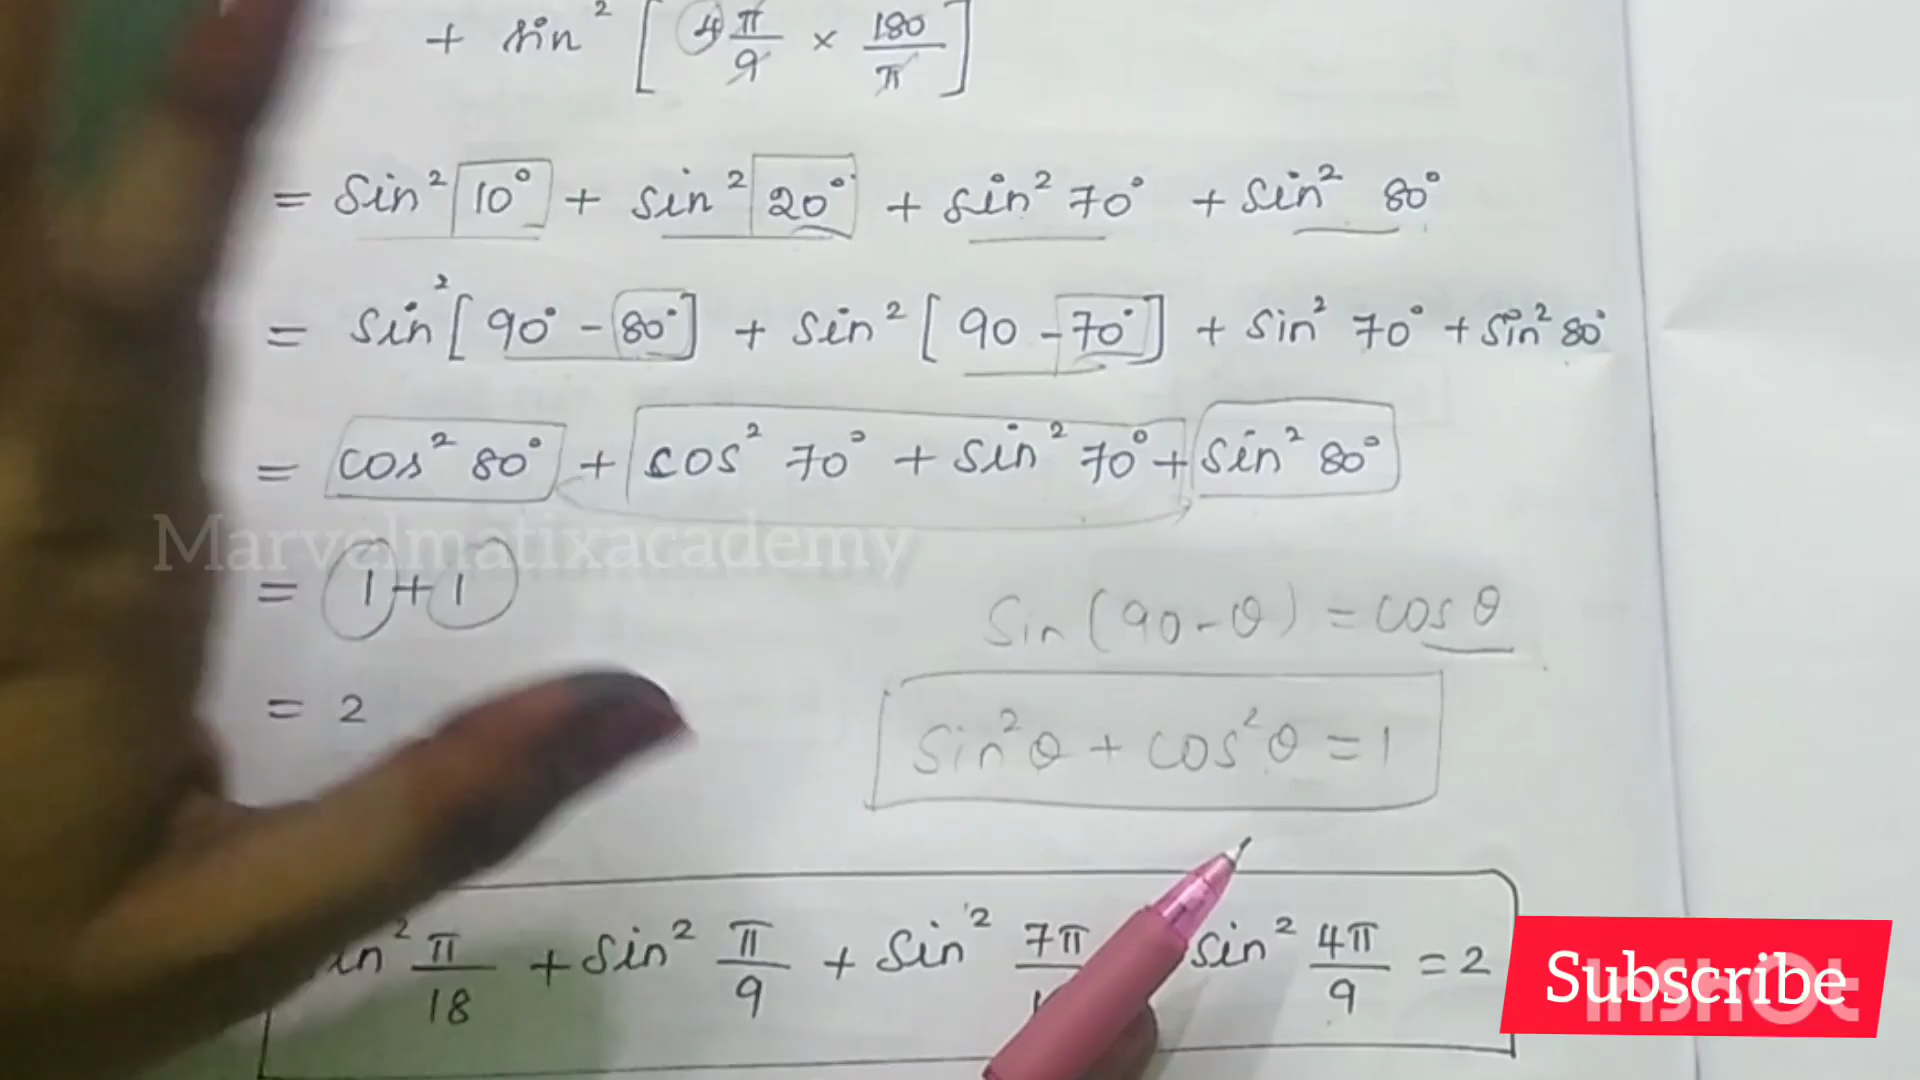 + sin² [ 4π/9 × 180/π ]
= Sin² 10° + sin² 20° + sin² 70° + sin² 80°
= sin² [ 90° - 80° ] + sin² [ 90 - 70° ] + sin² 70° + sin² 80°
= cos² 80° + cos² 70° + sin² 70° + sin² 80°
Marvelmatixacademy
= 1 + 1
Sin (90 - θ) = cos θ
= 2
Sin²θ + cos²θ = 1
in² π/18 + sin² π/9 + Sin² 7π sin² 4π/9 = 2
Subscribe
InShOt